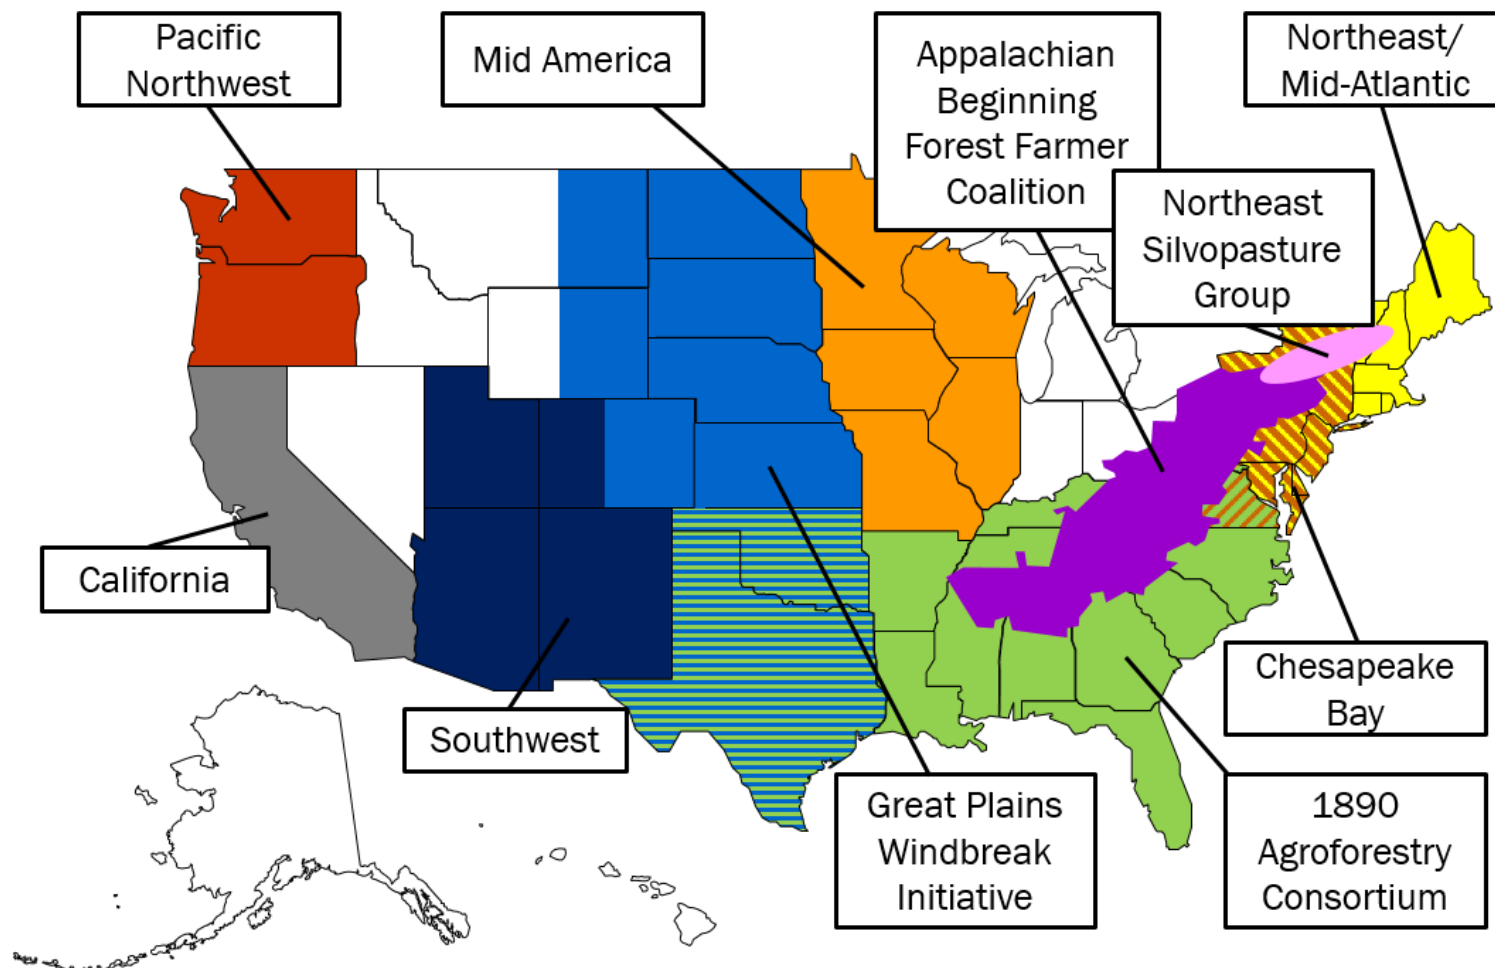 Pacific
Northwest
Mid America
Appalachian
Beginning
Forest Farmer
Coalition
Northeast/
Mid-Atlantic
Northeast
Silvopasture
Group
California
Southwest
Chesapeake
Bay
Great Plains
Windbreak
Initiative
1890
Agroforestry
Consortium